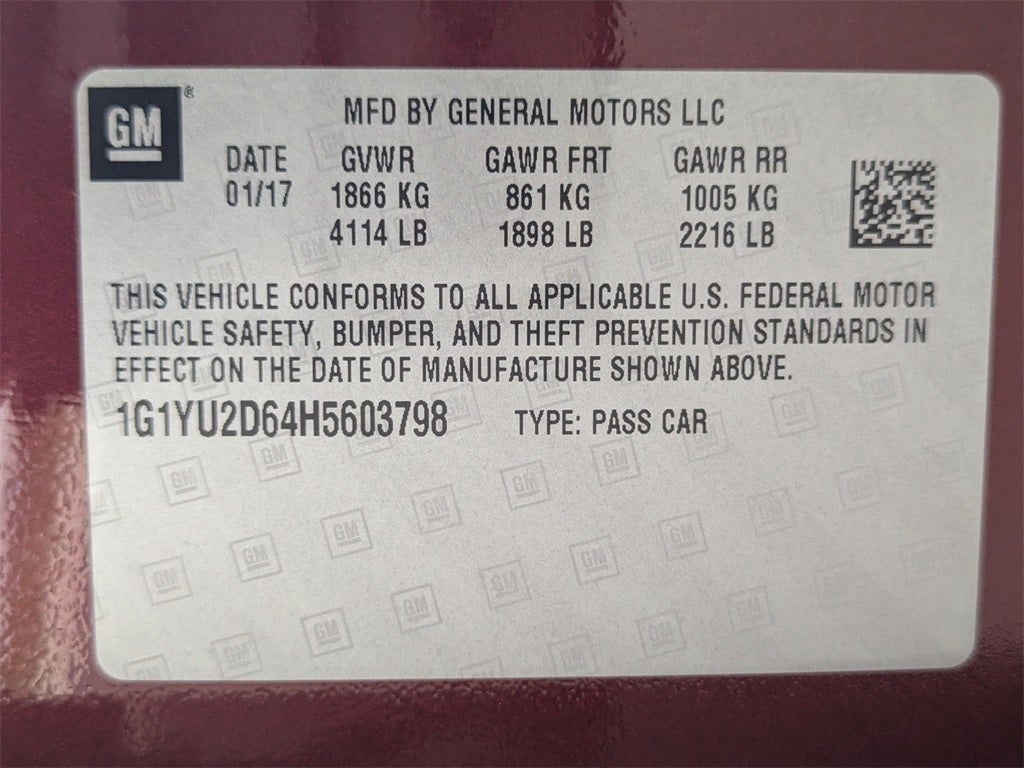 GM ®
MFD BY GENERAL MOTORS LLC
DATE GVWR GAWR FRT GAWR RR
01/17 1866 KG 861 KG 1005 KG
4114 LB 1898 LB 2216 LB
THIS VEHICLE CONFORMS TO ALL APPLICABLE U.S. FEDERAL MOTOR
VEHICLE SAFETY, BUMPER, AND THEFT PREVENTION STANDARDS IN
EFFECT ON THE DATE OF MANUFACTURE SHOWN ABOVE.
1G1YU2D64H5603798 TYPE: PASS CAR